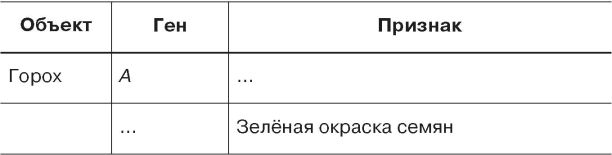 Объект Ген Признак
Горох A ...
... Зелёная окраска семян